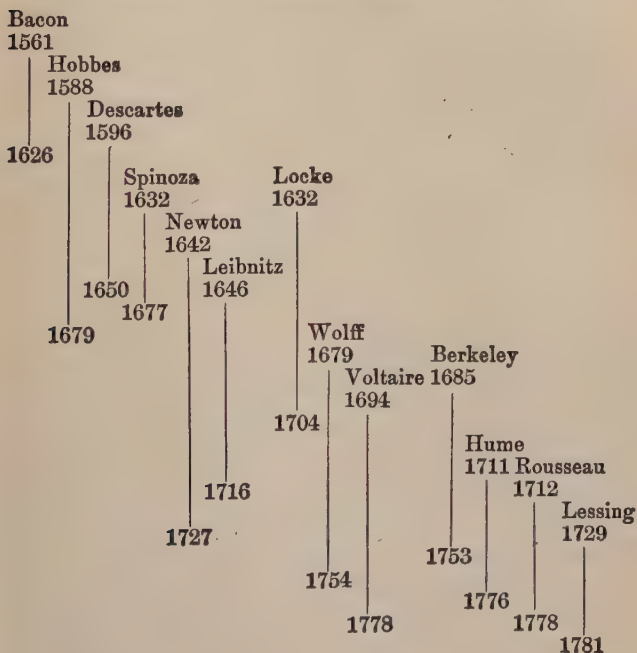 Bacon
1561
Hobbes
1588
Descartes
1596
1626
Spinoza
1632
Locke
1632
Newton
1642
Leibnitz
1646
1650
1677
1679
Wolff
1679
Berkeley
1685
Voltaire
1694
1704
Hume
1711
Rousseau
1712
1716
Lessing
1729
1727
1753
1754
1776
1778
1778
1781